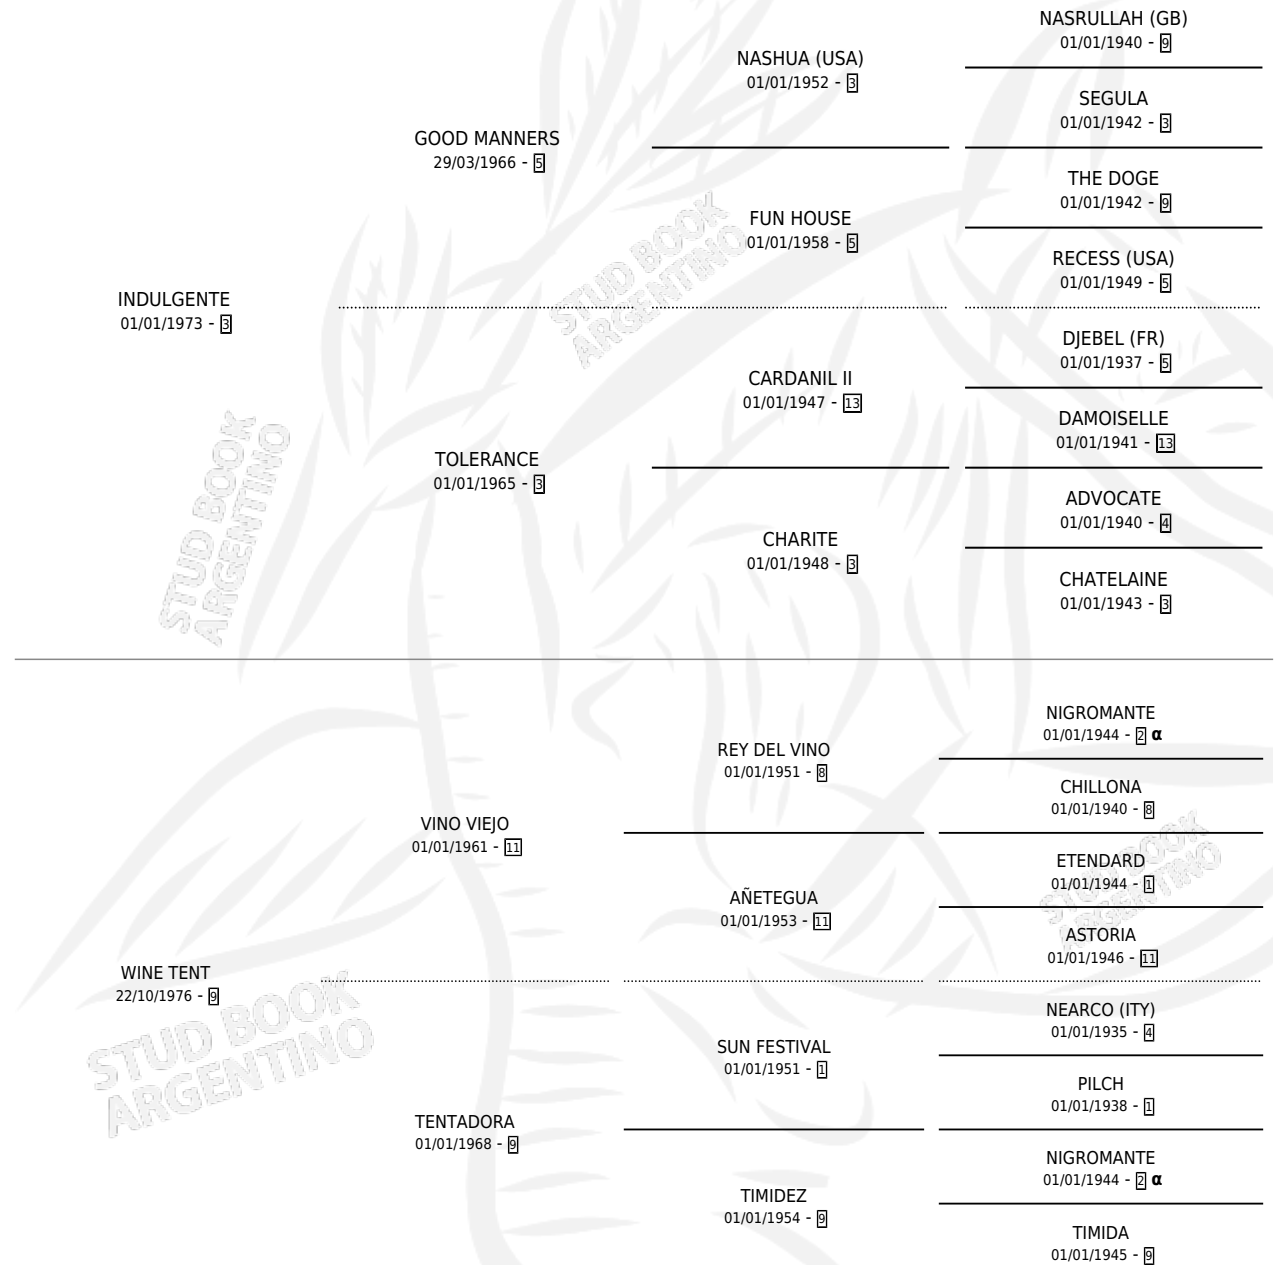 NASRULLAH (GB)
01/01/1940 - 9
NASHUA (USA)
01/01/1952 - 3
SEGULA
01/01/1942 - 3
GOOD MANNERS
29/03/1966 - 5
THE DOGE
01/01/1942 - 9
FUN HOUSE
01/01/1958 - 5
RECESS (USA)
01/01/1949 - 5
INDULGENTE
01/01/1973 - 3
DJEBEL (FR)
01/01/1937 - 5
CARDANIL II
01/01/1947 - 13
DAMOISELLE
01/01/1941 - 13
TOLERANCE
01/01/1965 - 3
ADVOCATE
01/01/1940 - 4
CHARITE
01/01/1948 - 3
CHATELAINE
01/01/1943 - 3
NIGROMANTE
01/01/1944 - 2 α
REY DEL VINO
01/01/1951 - 8
CHILLONA
01/01/1940 - 8
VINO VIEJO
01/01/1961 - 11
ETENDARD
01/01/1944 - 1
AÑETEGUA
01/01/1953 - 11
ASTORIA
01/01/1946 - 11
WINE TENT
22/10/1976 - 9
NEARCO (ITY)
01/01/1935 - 4
SUN FESTIVAL
01/01/1951 - 1
PILCH
01/01/1938 - 1
TENTADORA
01/01/1968 - 9
NIGROMANTE
01/01/1944 - 2 α
TIMIDEZ
01/01/1954 - 9
TIMIDA
01/01/1945 - 9
STUD BOOK
ARGENTINO
STUD BOOK
ARGENTINO
STUD BOOK
ARGENTINO
STUD BOOK
ARGENTINO